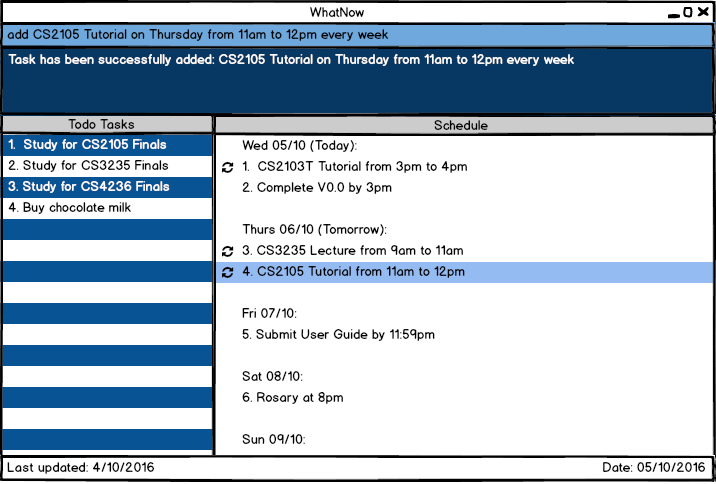 WhatNow
add CS2105 Tutorial on Thursday from 11am to 12pm every week
Task has been successfully added: CS2105 Tutorial on Thursday from 11am to 12pm every week
Todo Tasks
1. Study for CS2105 Finals
2. Study for CS3235 Finals
3. Study for CS4236 Finals
4. Buy chocolate milk
Schedule
Wed 05/10 (Today):
1. CS2103T Tutorial from 3pm to 4pm
2. Complete V0.0 by 3pm
Thurs 06/10 (Tomorrow):
3. CS3235 Lecture from 9am to 11am
4. CS2105 Tutorial from 11am to 12pm
Fri 07/10:
5. Submit User Guide by 11:59pm
Sat 08/10:
6. Rosary at 8pm
Sun 09/10:
Last updated: 4/10/2016
Date: 05/10/2016